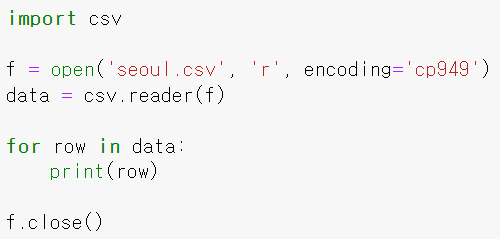 import csv

f = open('seoul.csv', 'r', encoding='cp949')
data = csv.reader(f)

for row in data:
    print(row)

f.close()